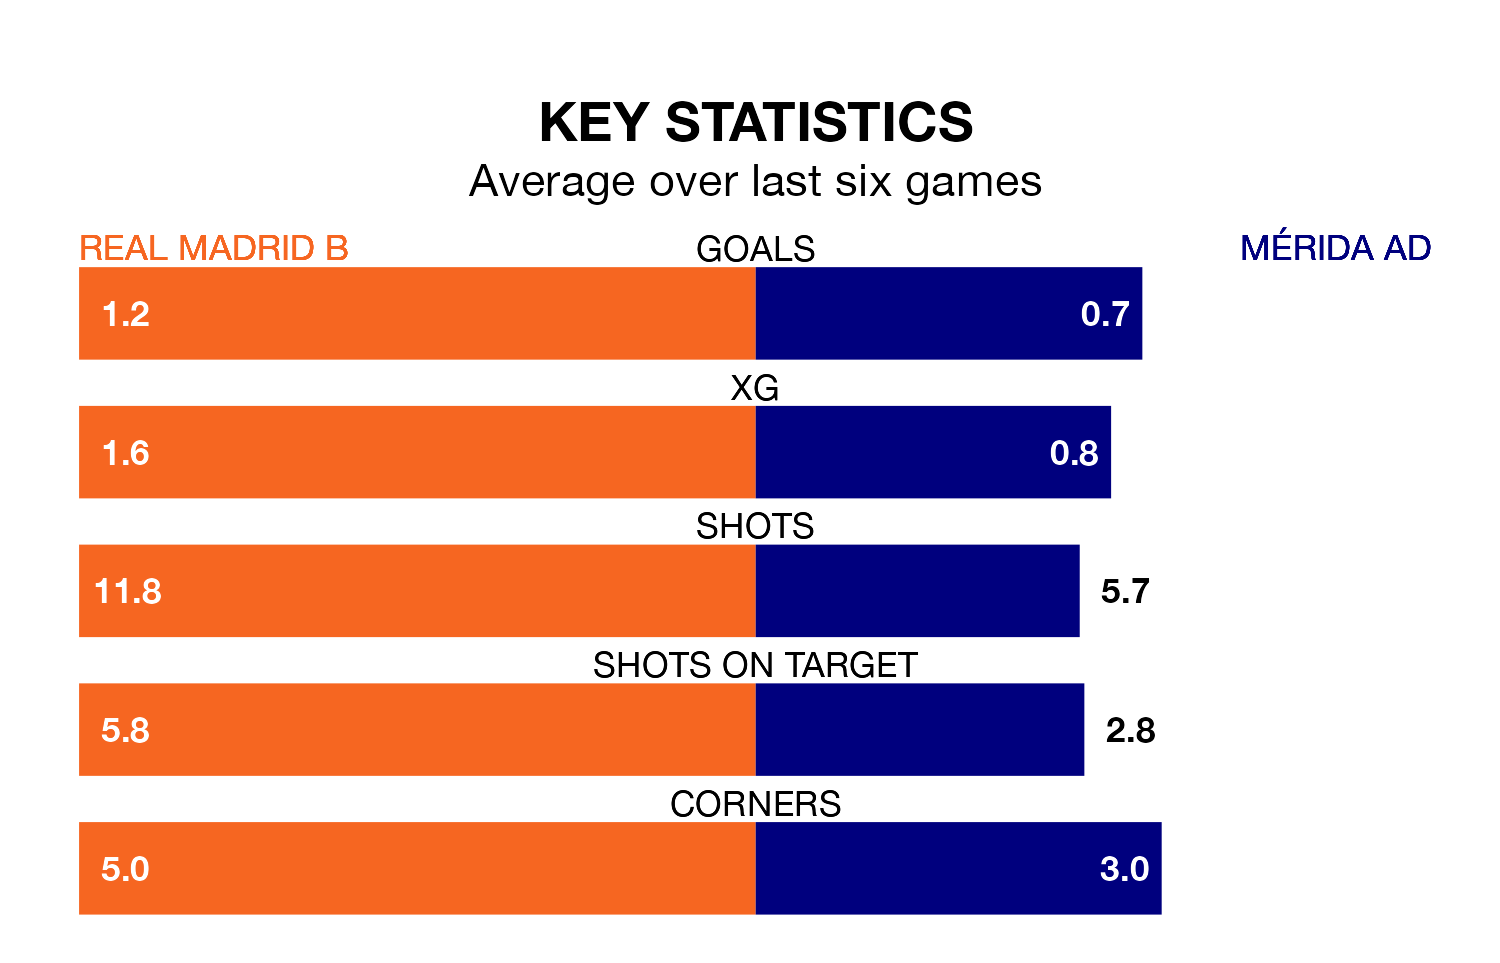 KEY STATISTICS
Average over last six games
REAL MADRID B GOALS MÉRIDA AD
1.2 0.7
XG
1.6 0.8
SHOTS
11.8 5.7
SHOTS ON TARGET
5.8 2.8
CORNERS
5.0 3.0